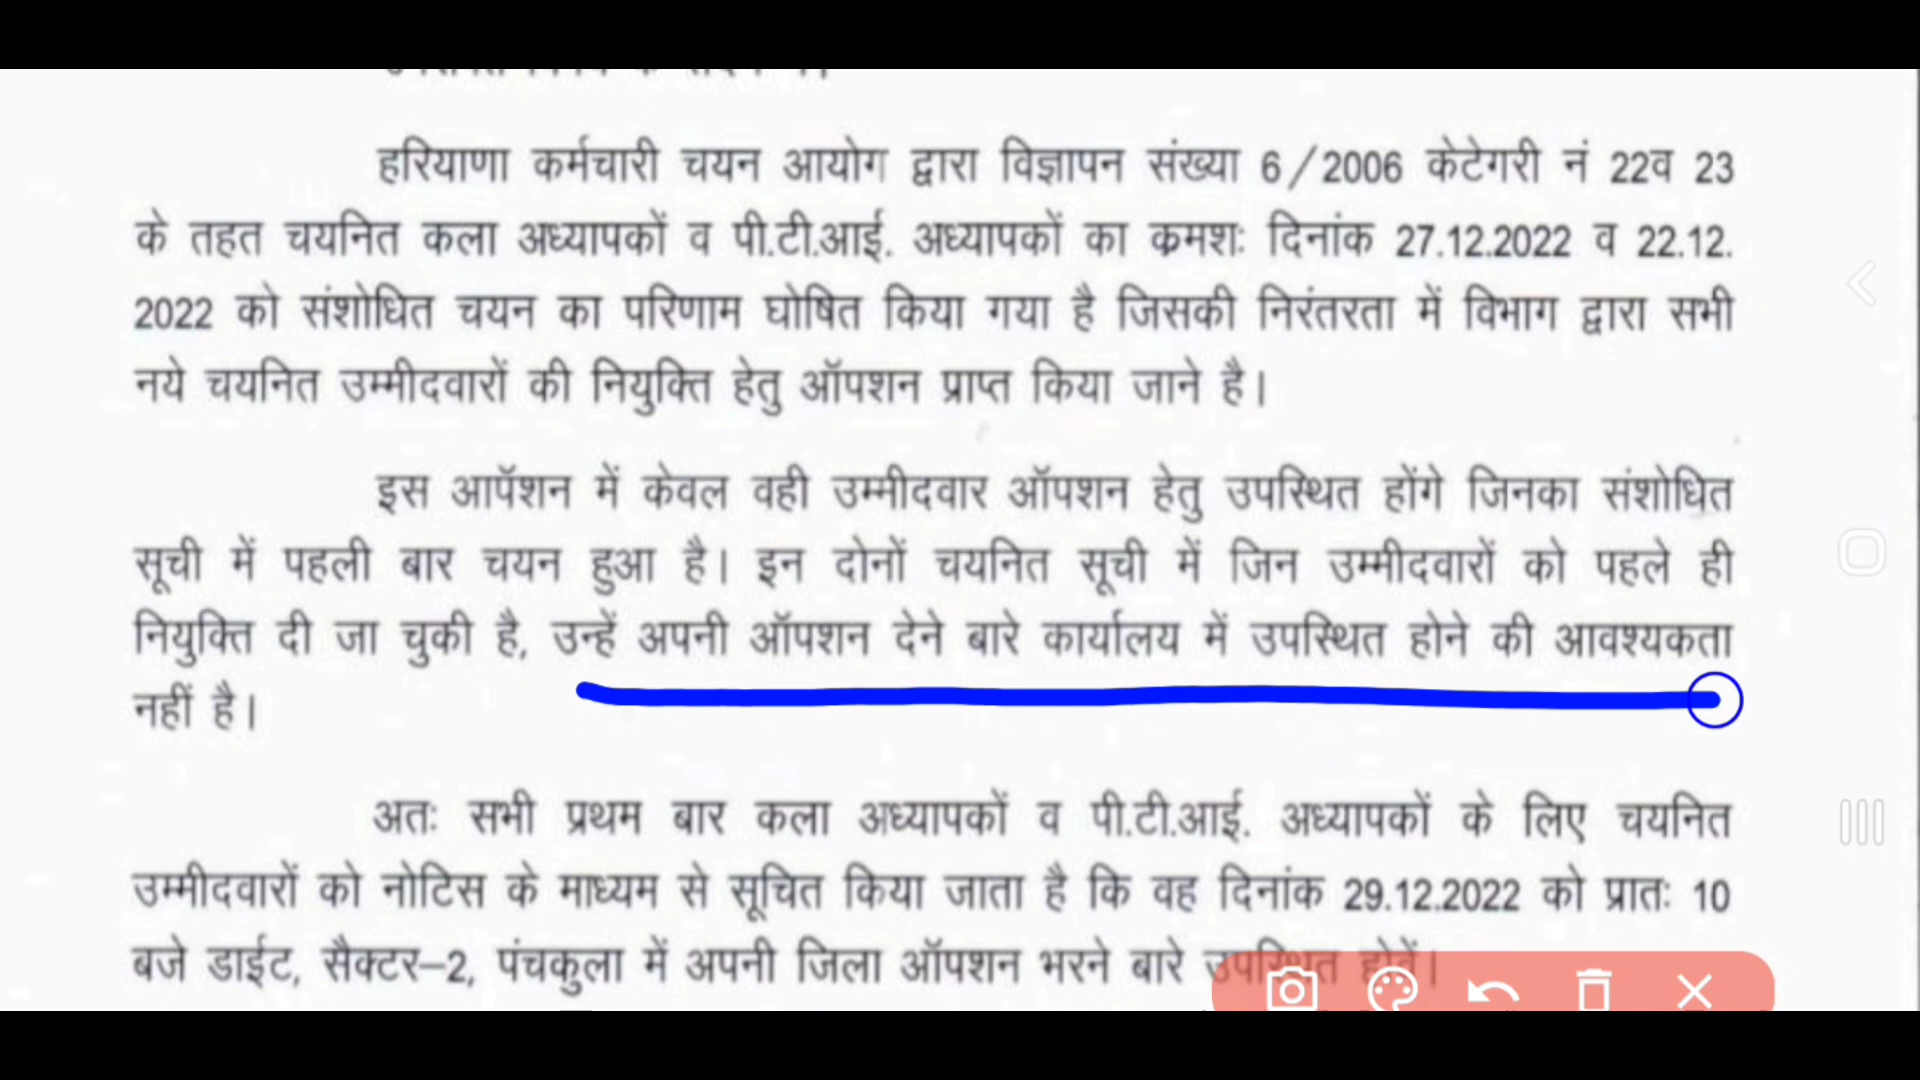 हरियाणा कर्मचारी चयन आयोग द्वारा विज्ञापन संख्या 6/2006 केटेगरी नं 22व 23
के तहत चयनित कला अध्यापकों व पी.टी.आई. अध्यापकों का क्रमशः दिनांक 27.12.2022 व 22.12.
2022 को संशोधित चयन का परिणाम घोषित किया गया है जिसकी निरंतरता में विभाग द्वारा सभी
नये चयनित उम्मीदवारों की नियुक्ति हेतु ऑपशन प्राप्त किया जाने है।
इस आपॅशन में केवल वही उम्मीदवार ऑपशन हेतु उपस्थित होंगे जिनका संशोधित
सूची में पहली बार चयन हुआ है। इन दोनों चयनित सूची में जिन उम्मीदवारों को पहले ही
नियुक्ति दी जा चुकी है, उन्हें अपनी ऑपशन देने बारे कार्यालय में उपस्थित होने की आवश्यकता
नहीं है।
अतः सभी प्रथम बार कला अध्यापकों व पी.टी.आई. अध्यापकों के लिए चयनित
उम्मीदवारों को नोटिस के माध्यम से सूचित किया जाता है कि वह दिनांक 29.12.2022 को प्रातः 10
बजे डाईट, सैक्टर–2, पंचकुला में अपनी जिला ऑपशन भरने बारे उपस्थित होवें।